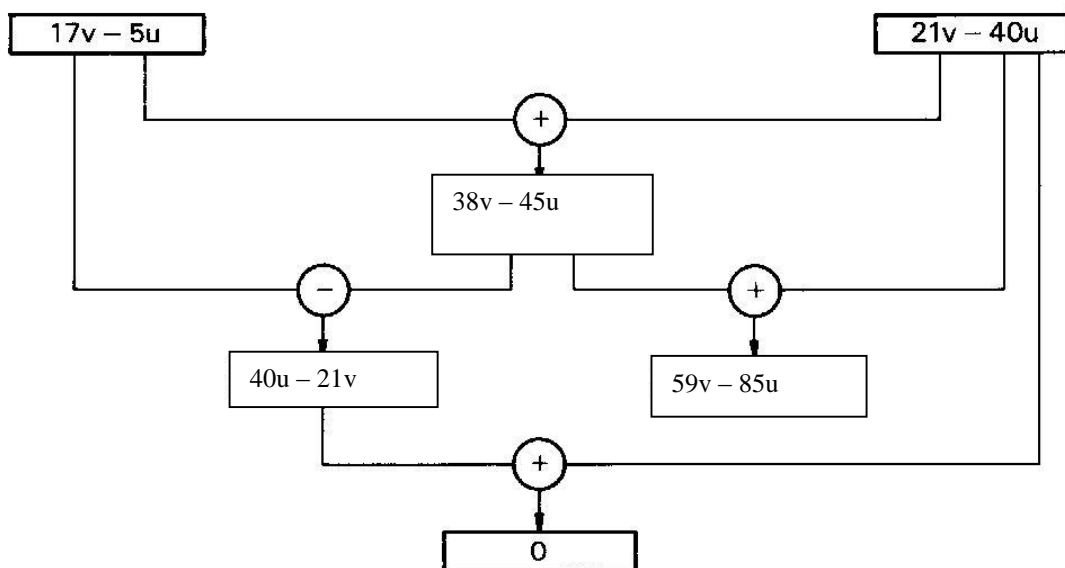 17v – 5u
21v – 40u
+
38v – 45u
–
+
40u – 21v
59v – 85u
+
0